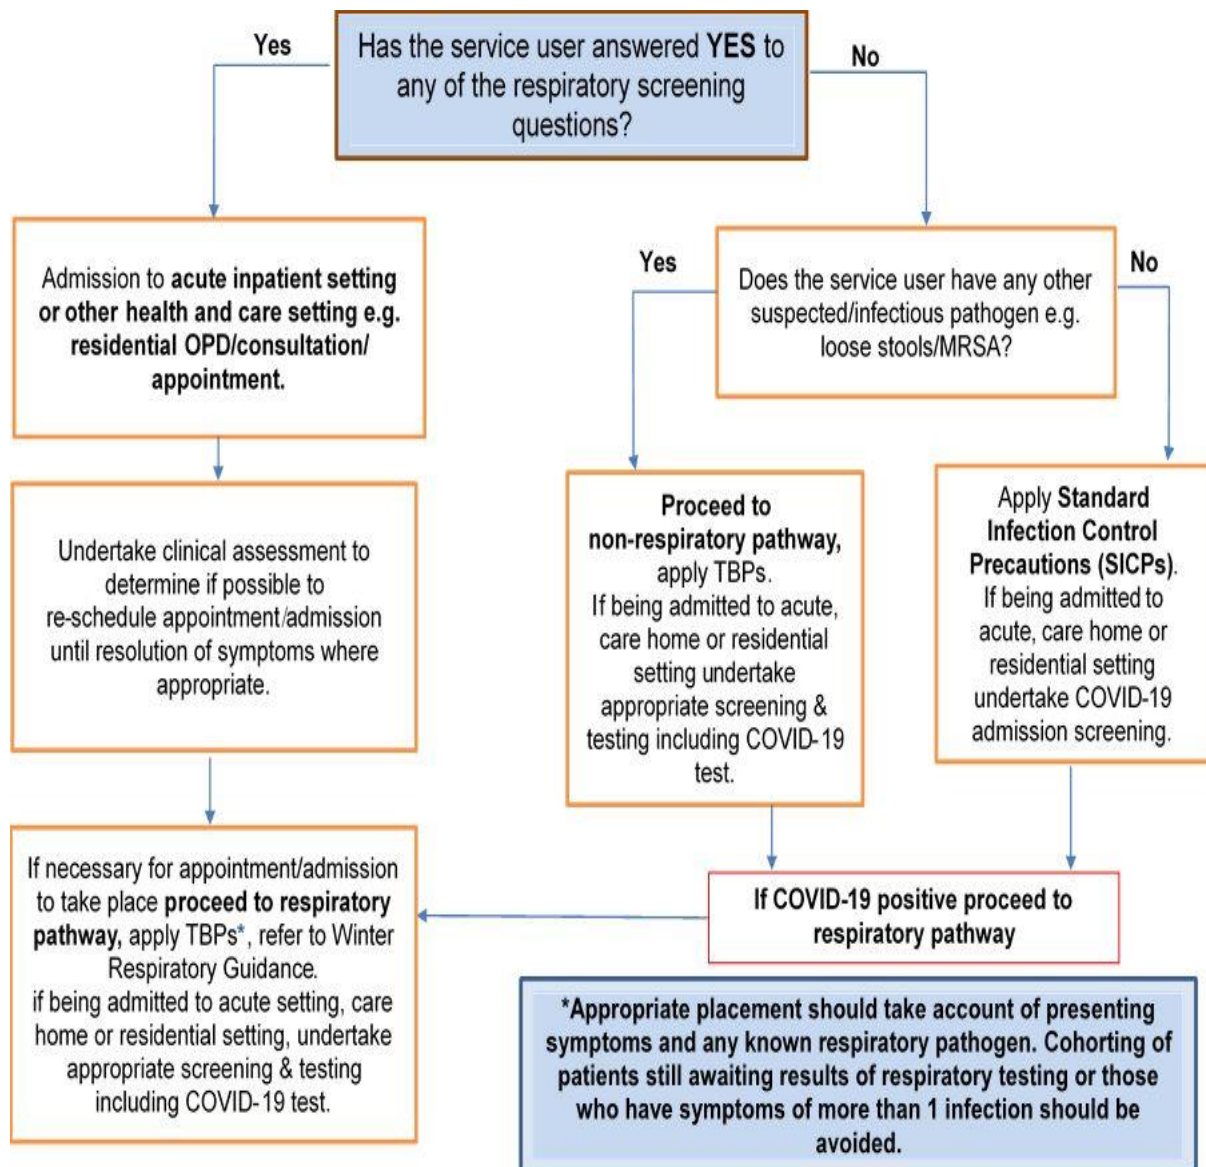 Yes
Has the service user answered YES to
any of the respiratory screening
questions?
No
Admission to acute inpatient setting
or other health and care setting e.g.
residential OPD/consultation/
appointment.
Yes
Does the service user have any other
suspected/infectious pathogen e.g.
loose stools/MRSA?
No
Undertake clinical assessment to
determine if possible to
re-schedule appointment/admission
until resolution of symptoms where
appropriate.
Proceed to
non-respiratory pathway,
apply TBPs.
If being admitted to acute,
care home or residential
setting undertake
appropriate screening &
testing including COVID-19
test.
Apply Standard
Infection Control
Precautions (SICPs).
If being admitted to
acute, care home or
residential setting
undertake COVID-19
admission screening.
If necessary for appointment/admission
to take place proceed to respiratory
pathway, apply TBPs*, refer to Winter
Respiratory Guidance.
if being admitted to acute setting, care
home or residential setting, undertake
appropriate screening & testing
including COVID-19 test.
If COVID-19 positive proceed to
respiratory pathway
*Appropriate placement should take account of presenting
symptoms and any known respiratory pathogen. Cohorting of
patients still awaiting results of respiratory testing or those
who have symptoms of more than 1 infection should be
avoided.